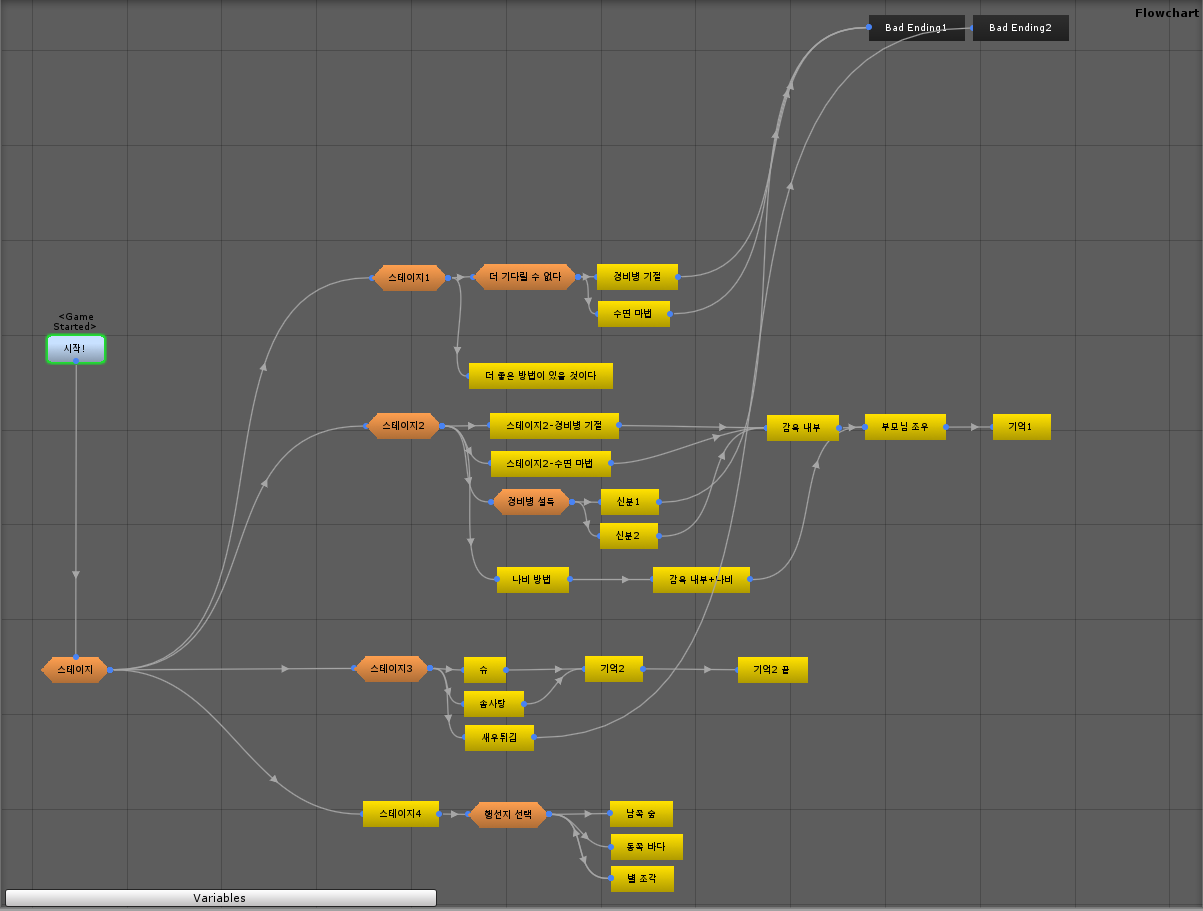 Flowchart
Bad Ending1
Bad Ending2
스테이지1
더 기다릴 수 없다
경비병 기절
수면 마법
<Game
Started>
시작!
더 좋은 방법이 있을 것이다
스테이지2
스테이지2-경비병 기절
감옥 내부
부모님 조우
기억1
스테이지2-수면 마법
경비병 설득
신분1
신분2
나비 방법
감옥 내부+나비
스테이지
스테이지3
슈
기억2
기억2 끝
솜사탕
새우튀김
스테이지4
행선지 선택
남쪽 숲
동쪽 바다
별 조각
Variables